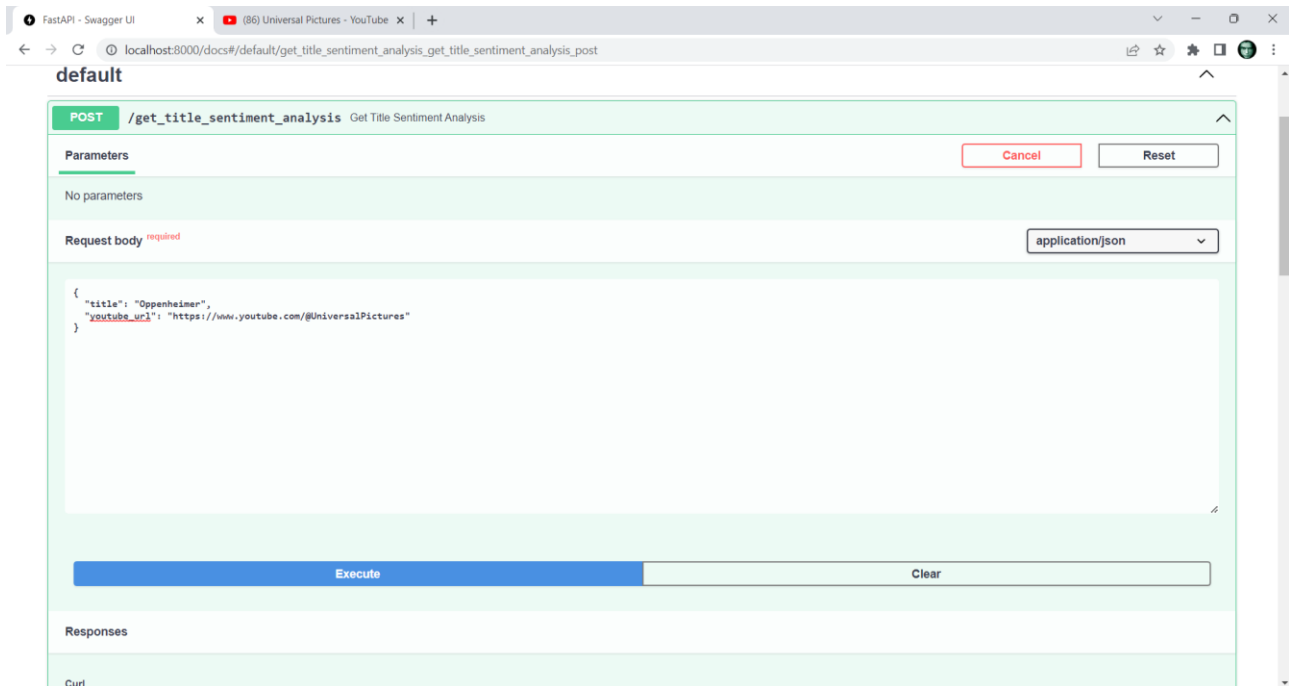 FastAPI - Swagger UI
(86) Universal Pictures - YouTube
localhost:8000/docs#/default/get_title_sentiment_analysis_get_title_sentiment_analysis_post
default
POST /get_title_sentiment_analysis Get Title Sentiment Analysis
Parameters Cancel Reset
No parameters
Request body required application/json
{
"title": "Oppenheimer",
"youtube_url": "https://www.youtube.com/@UniversalPictures"
}
Execute Clear
Responses
Curl